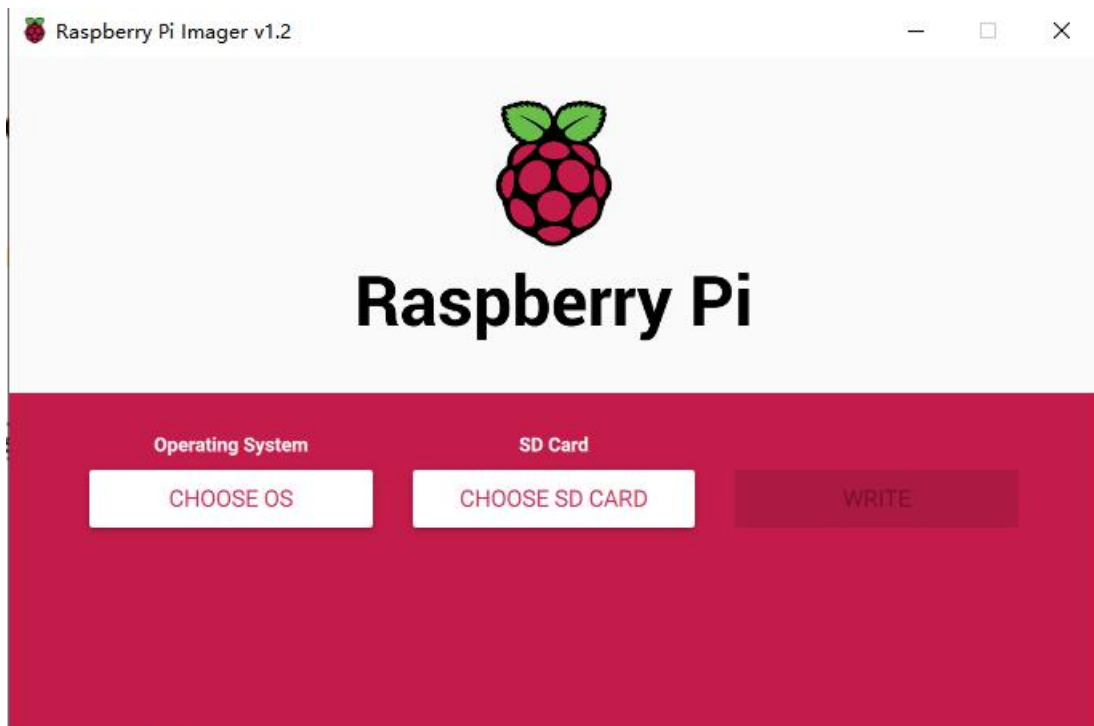 Raspberry Pi Imager v1.2
Raspberry Pi
Operating System
SD Card
CHOOSE OS
CHOOSE SD CARD
WRITE